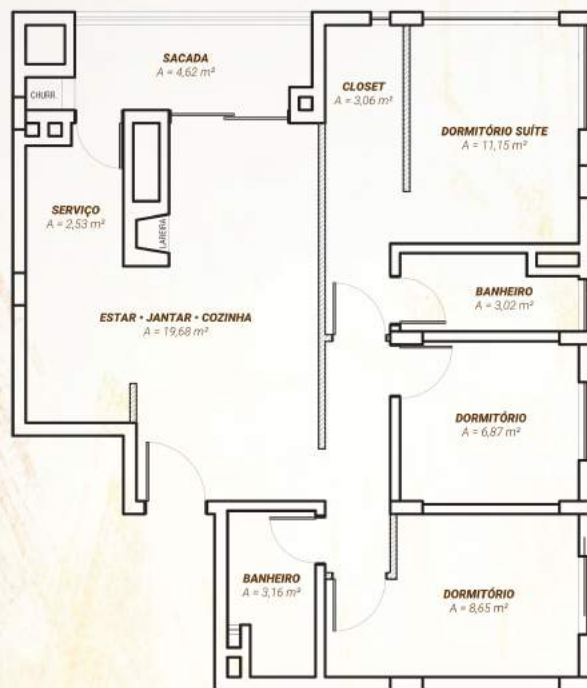 SACADA
A = 4,62 m²
CHURR.
CLOSET
A = 3,06 m²
DORMITÓRIO SUÍTE
A = 11,15 m²
SERVIÇO
A = 2,53 m²
LAREIRA
ESTAR • JANTAR • COZINHA
A = 19,68 m²
BANHEIRO
A = 3,02 m²
DORMITÓRIO
A = 6,87 m²
BANHEIRO
A = 3,16 m²
DORMITÓRIO
A = 8,65 m²